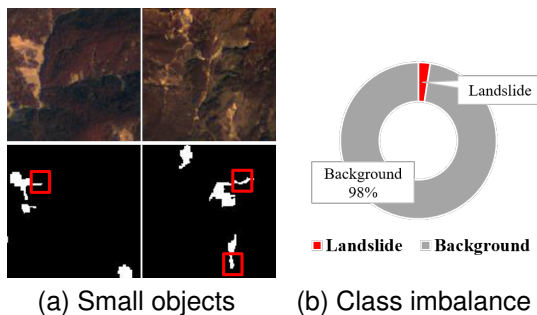 Landslide
Background
98%
Landslide Background
(a) Small objects
(b) Class imbalance